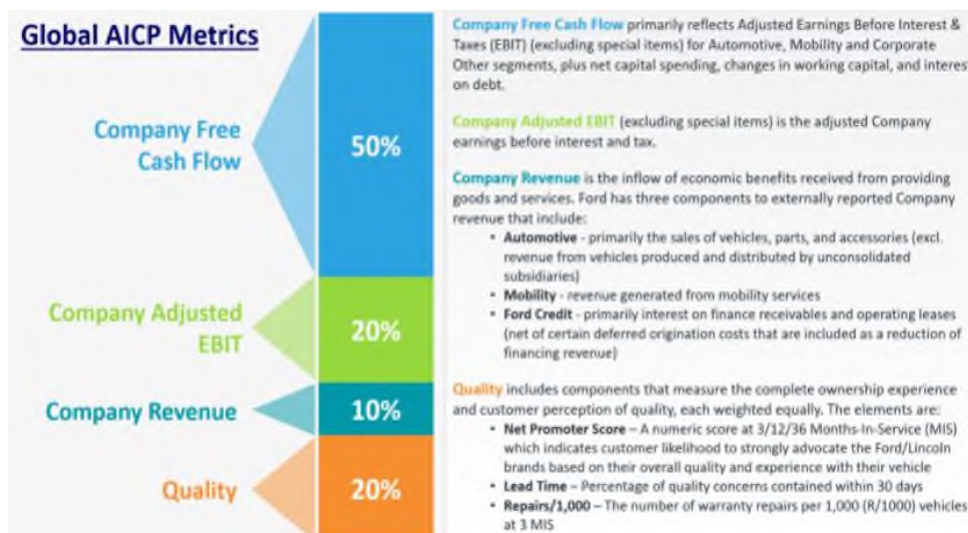 Global AICP Metrics
Company Free
Cash Flow
50%
Company Adjusted
EBIT
20%
Company Revenue
10%
Quality
20%
Company Free Cash Flow primarily reflects Adjusted Earnings Before Interest &
Taxes (EBIT) (excluding special items) for Automotive, Mobility and Corporate
Other segments, plus net capital spending, changes in working capital, and interest
on debt.
Company Adjusted EBIT (excluding special items) is the adjusted Company
earnings before interest and tax.
Company Revenue is the inflow of economic benefits received from providing
goods and services. Ford has three components to externally reported Company
revenue that include:
• Automotive - primarily the sales of vehicles, parts, and accessories (excl.
revenue from vehicles produced and distributed by unconsolidated
subsidiaries)
• Mobility - revenue generated from mobility services
• Ford Credit - primarily interest on finance receivables and operating leases
(net of certain deferred origination costs that are included as a reduction of
financing revenue)
Quality includes components that measure the complete ownership experience
and customer perception of quality, each weighted equally. The elements are:
• Net Promoter Score – A numeric score at 3/12/36 Months-In-Service (MIS)
which indicates customer likelihood to strongly advocate the Ford/Lincoln
brands based on their overall quality and experience with their vehicle
• Lead Time – Percentage of quality concerns contained within 30 days
• Repairs/1,000 – The number of warranty repairs per 1,000 (R/1000) vehicles
at 3 MIS